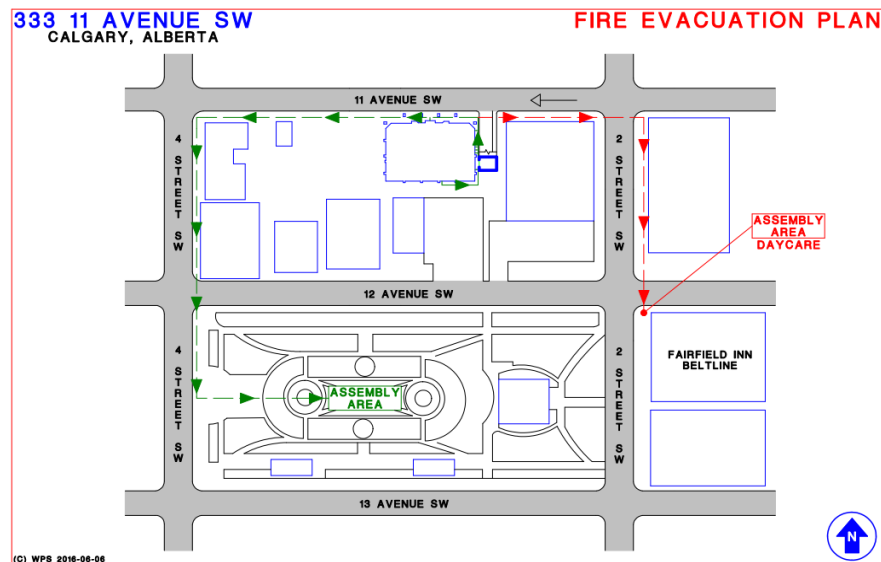 333 11 AVENUE SW
CALGARY, ALBERTA
FIRE EVACUATION PLAN
11 AVENUE SW
4 STREET SW
2 STREET SW
ASSEMBLY
AREA
DAYCARE
12 AVENUE SW
4 STREET SW
2 STREET SW
FAIRFIELD INN
BELTLINE
ASSEMBLY
AREA
13 AVENUE SW
N
(C) WPS 2016-06-06